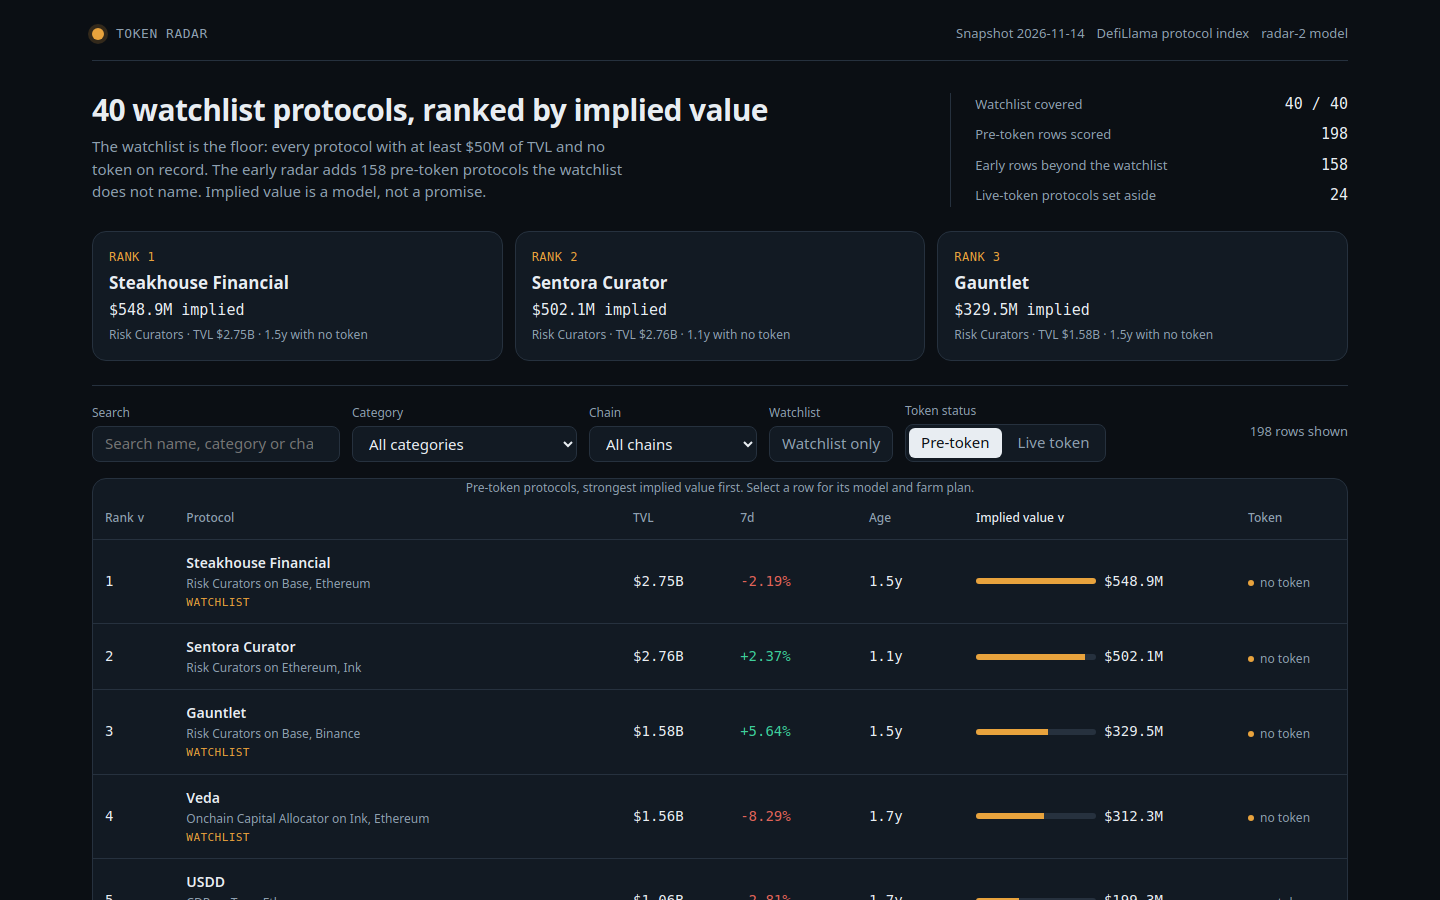 TOKEN RADAR
Snapshot 2026-11-14 DefiLlama protocol index radar-2 model
40 watchlist protocols, ranked by implied value
The watchlist is the floor: every protocol with at least $50M of TVL and no
token on record. The early radar adds 158 pre-token protocols the watchlist
does not name. Implied value is a model, not a promise.
Watchlist covered 40 / 40
Pre-token rows scored 198
Early rows beyond the watchlist 158
Live-token protocols set aside 24
RANK 1
Steakhouse Financial
$548.9M implied
Risk Curators · TVL $2.75B · 1.5y with no token
RANK 2
Sentora Curator
$502.1M implied
Risk Curators · TVL $2.76B · 1.1y with no token
RANK 3
Gauntlet
$329.5M implied
Risk Curators · TVL $1.58B · 1.5y with no token
Search
Search name, category or cha
Category
All categories
Chain
All chains
Watchlist
Watchlist only
Token status
Pre-token Live token
198 rows shown
Pre-token protocols, strongest implied value first. Select a row for its model and farm plan.
Rank v Protocol TVL 7d Age Implied value v Token
1 Steakhouse Financial $2.75B -2.19% 1.5y $548.9M no token
Risk Curators on Base, Ethereum
WATCHLIST
2 Sentora Curator $2.76B +2.37% 1.1y $502.1M no token
Risk Curators on Ethereum, Ink
3 Gauntlet $1.58B +5.64% 1.5y $329.5M no token
Risk Curators on Base, Binance
WATCHLIST
4 Veda $1.56B -8.29% 1.7y $312.3M no token
Onchain Capital Allocator on Ink, Ethereum
WATCHLIST
USDD